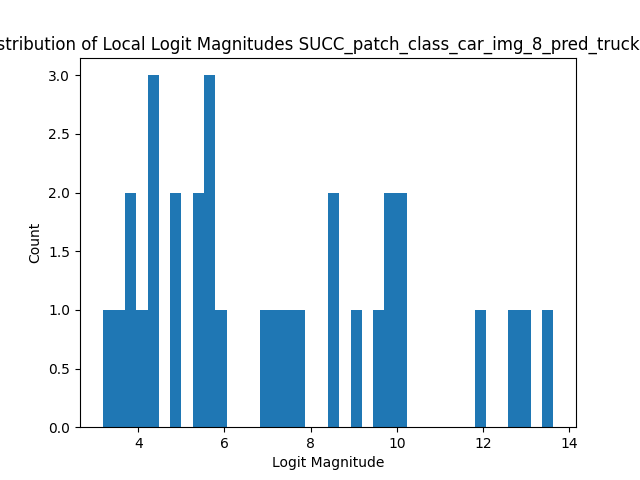 stribution of Local Logit Magnitudes SUCC_patch_class_car_img_8_pred_truck
3.0
2.5
2.0
1.5
1.0
0.5
0.0
Count
4 6 8 10 12 14
Logit Magnitude